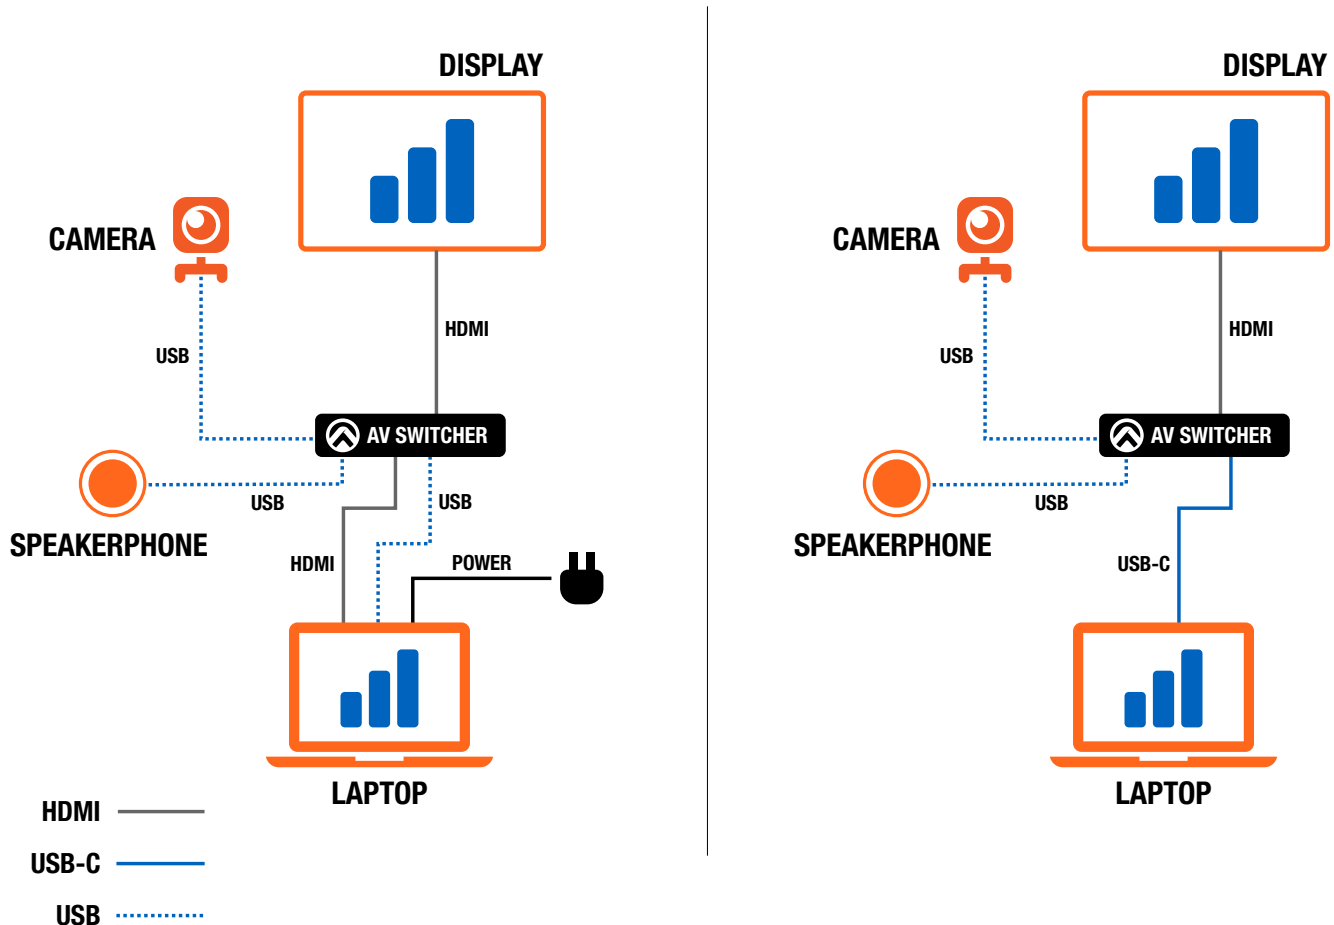 DISPLAY
CAMERA
HDMI
USB
AV SWITCHER
USB
USB
SPEAKERPHONE
HDMI
POWER
LAPTOP
HDMI
USB-C
USB
DISPLAY
CAMERA
HDMI
USB
AV SWITCHER
USB
SPEAKERPHONE
USB-C
LAPTOP